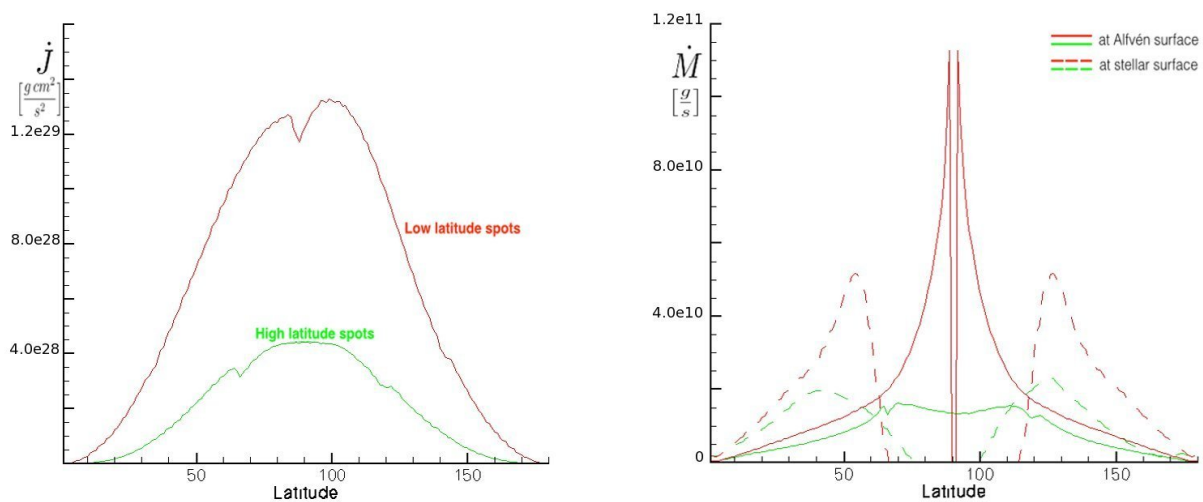 J̇
[g cm²/s²]
1.2e29
8.0e28
4.0e28
Low latitude spots
High latitude spots
50
100
150
Latitude
1.2e11
Ṁ
[g/s]
8.0e10
4.0e10
0
at Alfvén surface
at stellar surface
50
100
150
180
Latitude